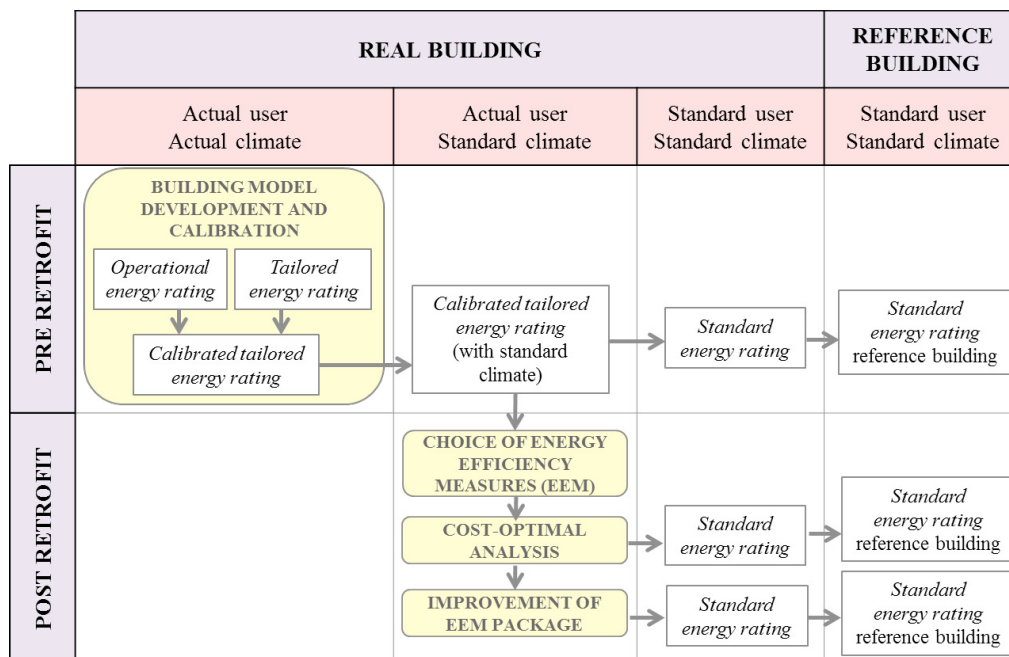 REAL BUILDING
REFERENCE
BUILDING
Actual user
Actual climate
Actual user
Standard climate
Standard user
Standard climate
Standard user
Standard climate
PRE RETROFIT
BUILDING MODEL
DEVELOPMENT AND
CALIBRATION
Operational
energy rating
Tailored
energy rating
Calibrated tailored
energy rating
Calibrated tailored
energy rating
(with standard
climate)
Standard
energy rating
Standard
energy rating
reference building
POST RETROFIT
CHOICE OF ENERGY
EFFICIENCY
MEASURES (EEM)
COST-OPTIMAL
ANALYSIS
Standard
energy rating
Standard
energy rating
reference building
IMPROVEMENT OF
EEM PACKAGE
Standard
energy rating
Standard
energy rating
reference building